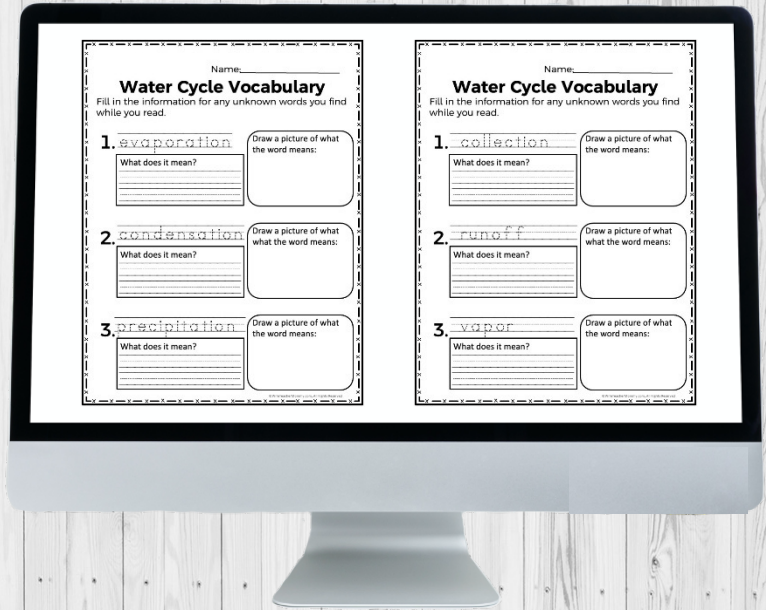 Name:
Water Cycle Vocabulary
Fill in the information for any unknown words you find
while you read.
1. evaporation
Draw a picture of what
the word means:
What does it mean?
2. condensation
Draw a picture of what
what the word means:
What does it mean?
3. precipitation
Draw a picture of what
the word means:
What does it mean?
Name:
Water Cycle Vocabulary
Fill in the information for any unknown words you find
while you read.
1. collection
Draw a picture of what
the word means:
What does it mean?
2. runoff
Draw a picture of what
what the word means:
What does it mean?
3. vapor
Draw a picture of what
the word means:
What does it mean?